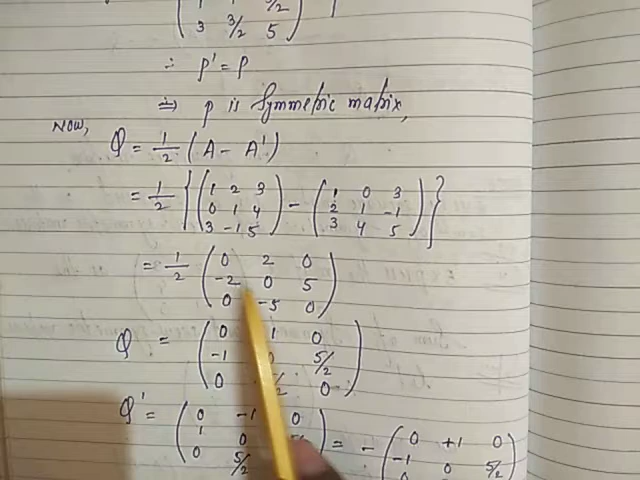 3 3/2 5
∴ P' = P
⇒ P is Symmetric matrix,
Now,
Q = 1/2 (A - A')
= 1/2 {(1 2 3
0 1 4
3 -1 5) - (1 0 3
2 1 -1
3 4 5)}
= 1/2 (0 2 0
-2 0 5
0 -5 0)
Q = (0 1 0
-1 0 5/2
0 /2 0)
Q' = (0 -1 0
1 0
0 5/2 = - (0 +1 0
-1 0 5/2